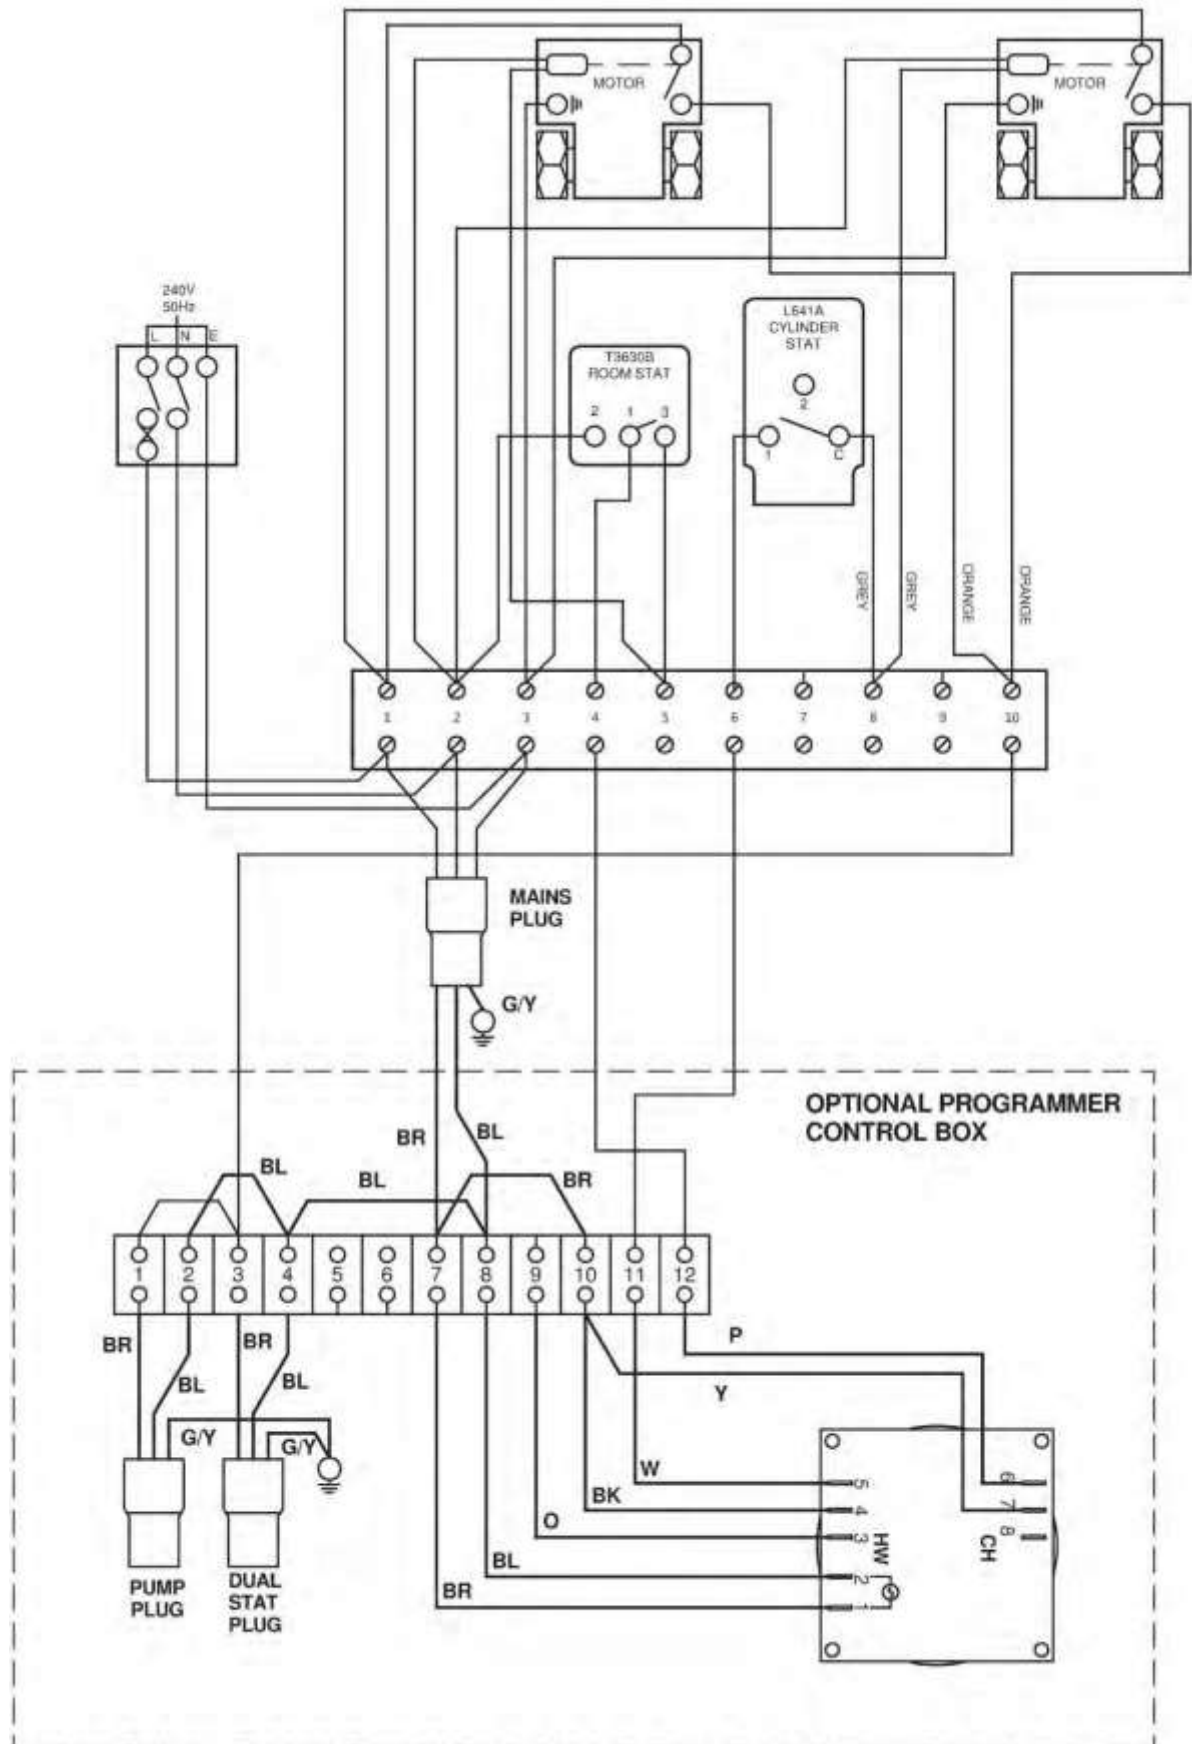 MOTOR
MOTOR
240V
50Hz
L N E
T3630B
ROOM STAT
2 1 3
L641A
CYLINDER
STAT
2
1 C
GREY
GREY
ORANGE
ORANGE
1 2 3 4 5 6 7 8 9 10
MAINS
PLUG
G/Y
OPTIONAL PROGRAMMER
CONTROL BOX
BR
BL
BL
BL
BR
1 2 3 4 5 6 7 8 9 10 11 12
BR
BR
P
BL
BL
Y
G/Y
G/Y
W
BK
O
BL
BR
5
4
3
2
1
HW
6
7
8
CH
PUMP
PLUG
DUAL
STAT
PLUG